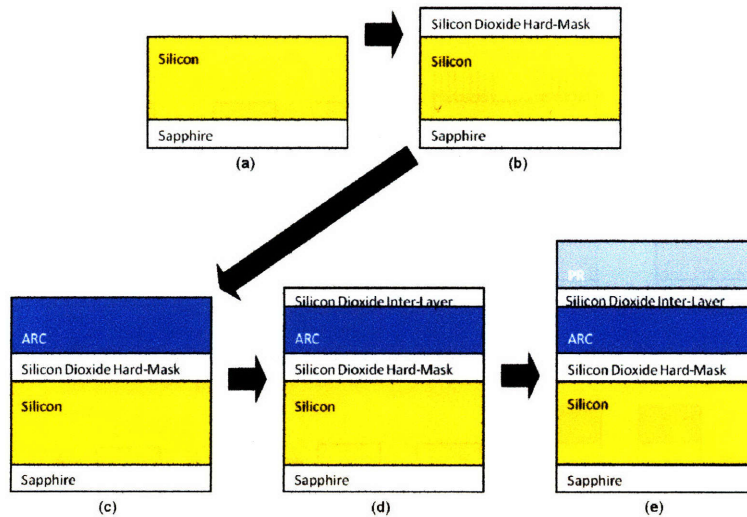 Silicon
Sapphire
(a)
Silicon Dioxide Hard-Mask
Silicon
Sapphire
(b)
ARC
Silicon Dioxide Hard-Mask
Silicon
Sapphire
(c)
Silicon Dioxide Inter-Layer
ARC
Silicon Dioxide Hard-Mask
Silicon
Sapphire
(d)
PR
Silicon Dioxide Inter-Layer
ARC
Silicon Dioxide Hard-Mask
Silicon
Sapphire
(e)